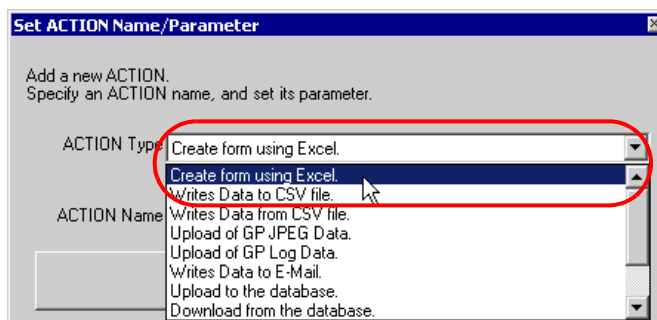 Set ACTION Name/Parameter
Add a new ACTION.
Specify an ACTION name, and set its parameter.
ACTION Type Create form using Excel.
Create form using Excel.
Writes Data to CSV file.
ACTION Name Writes Data from CSV file.
Upload of GP JPEG Data.
Upload of GP Log Data.
Writes Data to E-Mail.
Upload to the database.
Download from the database.